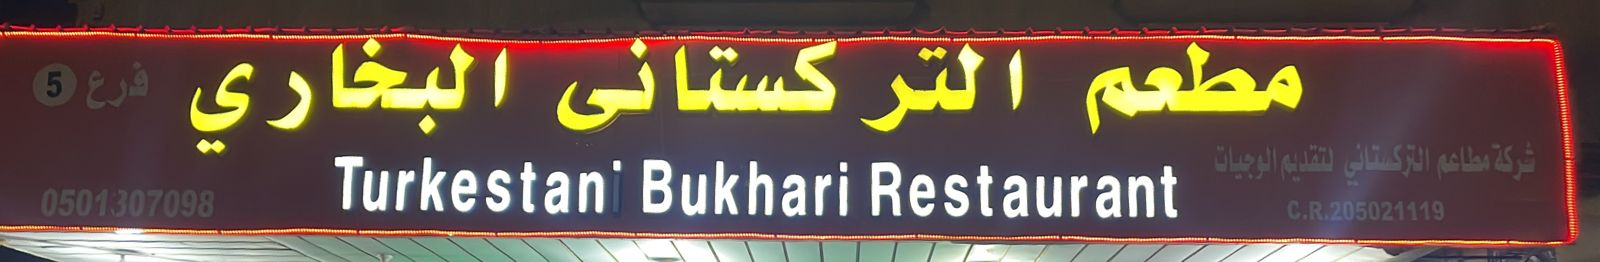 مطعم التركستانى البخاري
فرع 5
Turkestani Bukhari Restaurant
شركة مطاعم التركستاني لتقديم الوجبات
C.R.205021119
0501307098